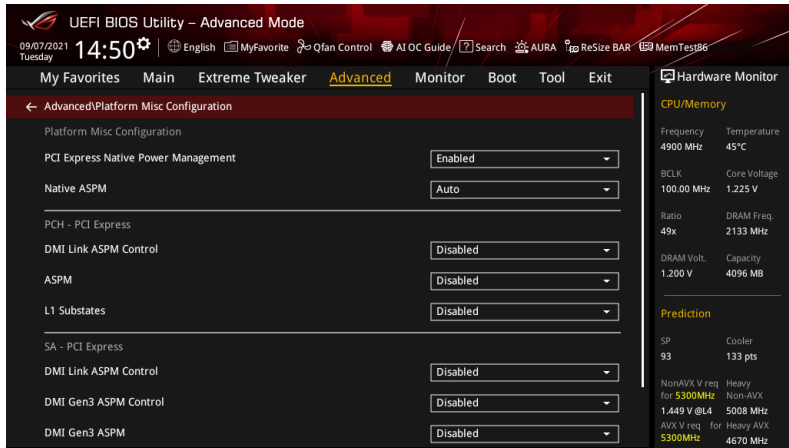 UEFI BIOS Utility – Advanced Mode
09/07/2021 Tuesday 14:50 English MyFavorite Qfan Control AI OC Guide ? Search AURA ReSize BAR MemTest86
My Favorites Main Extreme Tweaker Advanced Monitor Boot Tool Exit
← Advanced\Platform Misc Configuration
Platform Misc Configuration
PCI Express Native Power Management Enabled
Native ASPM Auto
PCH - PCI Express
DMI Link ASPM Control Disabled
ASPM Disabled
L1 Substates Disabled
SA - PCI Express
DMI Link ASPM Control Disabled
DMI Gen3 ASPM Control Disabled
DMI Gen3 ASPM Disabled
Hardware Monitor
CPU/Memory
Frequency Temperature
4900 MHz 45°C
BCLK Core Voltage
100.00 MHz 1.225 V
Ratio DRAM Freq.
49x 2133 MHz
DRAM Volt. Capacity
1.200 V 4096 MB
Prediction
SP Cooler
93 133 pts
NonAVX V req Heavy
for 5300MHz Non-AVX
1.449 V @L4 5008 MHz
AVX V req for Heavy AVX
5300MHz 4670 MHz